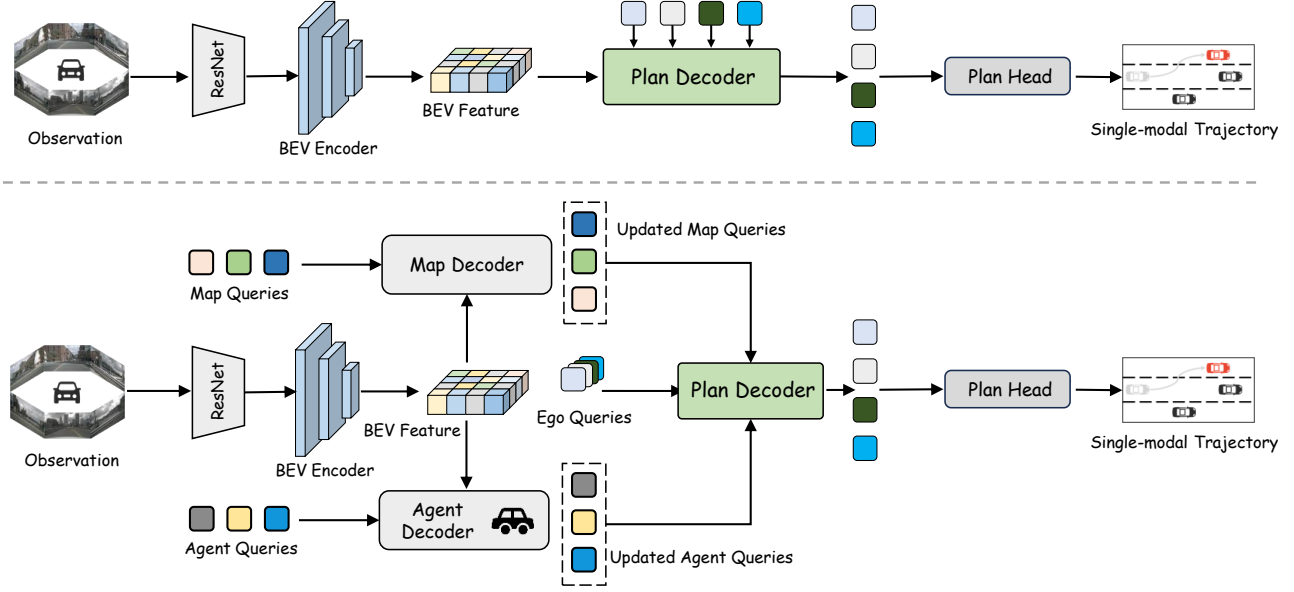 Observation
ResNet
BEV Encoder
BEV Feature
Plan Decoder
Plan Head
Single-modal Trajectory
Map Queries
Map Decoder
Updated Map Queries
Observation
ResNet
BEV Encoder
BEV Feature
Ego Queries
Plan Decoder
Plan Head
Single-modal Trajectory
Agent Queries
Agent
Decoder
Updated Agent Queries